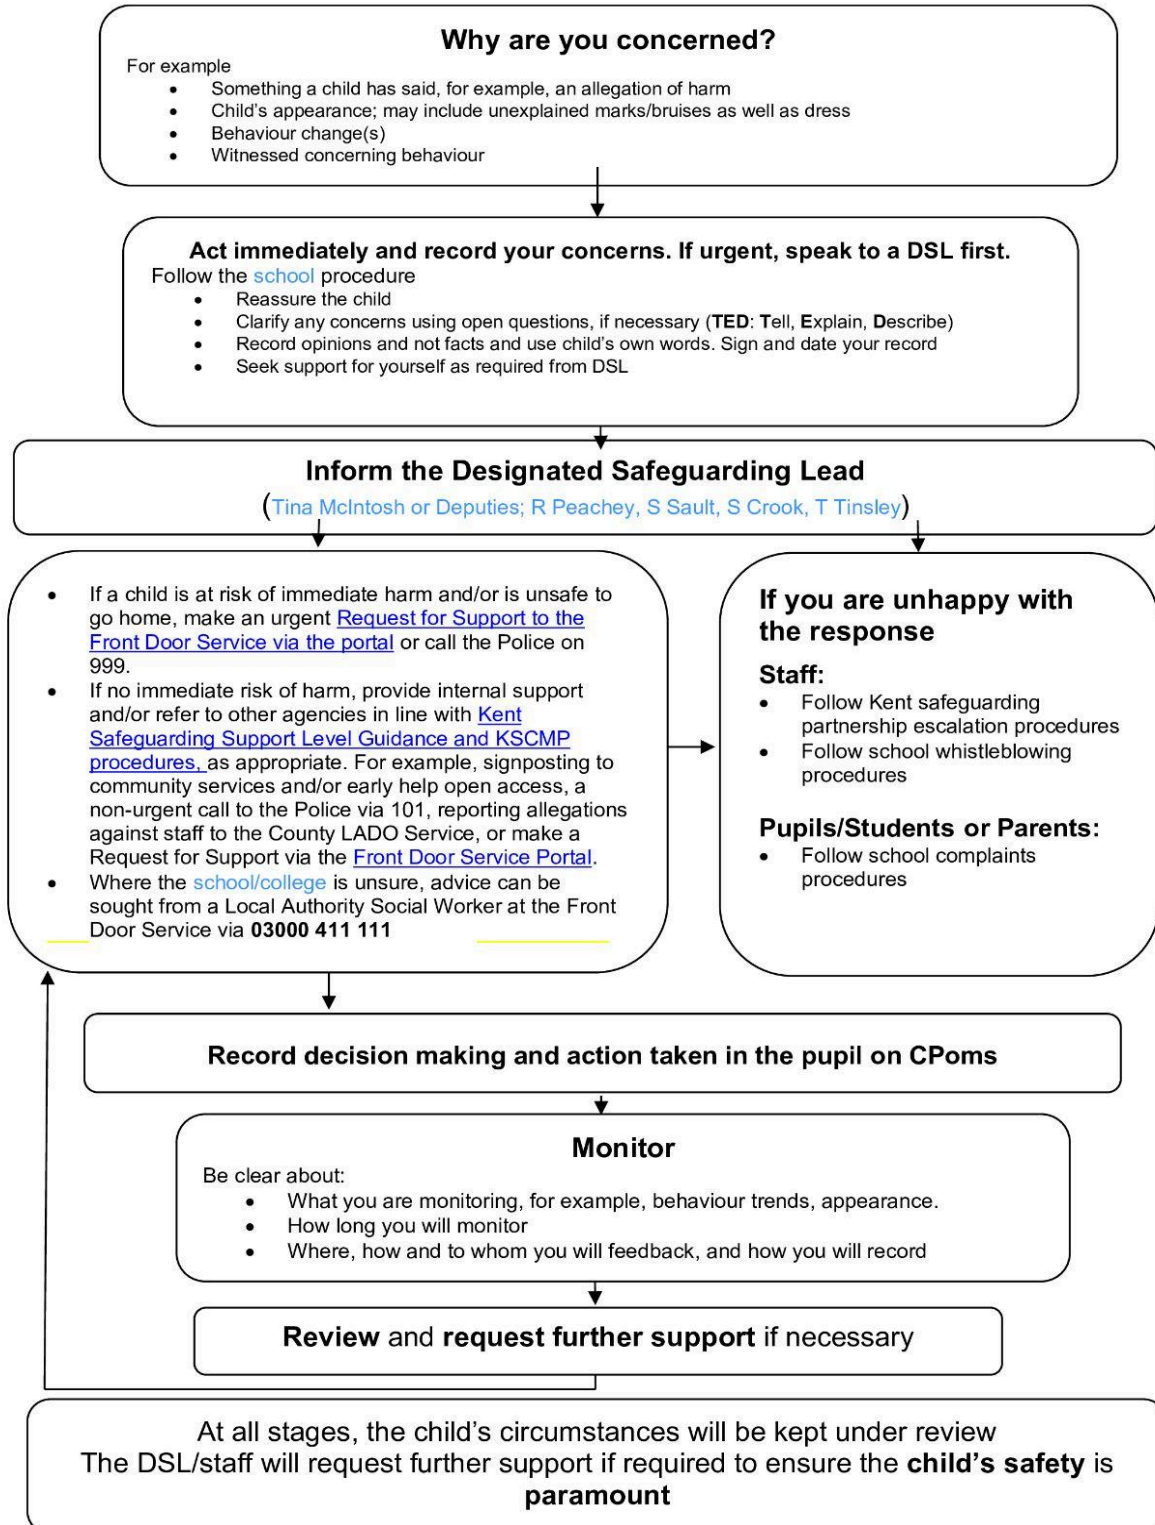 Why are you concerned?
For example
• Something a child has said, for example, an allegation of harm
• Child's appearance; may include unexplained marks/bruises as well as dress
• Behaviour change(s)
• Witnessed concerning behaviour
Act immediately and record your concerns. If urgent, speak to a DSL first.
Follow the school procedure
• Reassure the child
• Clarify any concerns using open questions, if necessary (TED: Tell, Explain, Describe)
• Record opinions and not facts and use child's own words. Sign and date your record
• Seek support for yourself as required from DSL
Inform the Designated Safeguarding Lead
(Tina McIntosh or Deputies; R Peachey, S Sault, S Crook, T Tinsley)
• If a child is at risk of immediate harm and/or is unsafe to
go home, make an urgent Request for Support to the
Front Door Service via the portal or call the Police on
999.
• If no immediate risk of harm, provide internal support
and/or refer to other agencies in line with Kent
Safeguarding Support Level Guidance and KSCMP
procedures, as appropriate. For example, signposting to
community services and/or early help open access, a
non-urgent call to the Police via 101, reporting allegations
against staff to the County LADO Service, or make a
Request for Support via the Front Door Service Portal.
• Where the school/college is unsure, advice can be
sought from a Local Authority Social Worker at the Front
Door Service via 03000 411 111
If you are unhappy with
the response
Staff:
• Follow Kent safeguarding
partnership escalation procedures
• Follow school whistleblowing
procedures
Pupils/Students or Parents:
• Follow school complaints
procedures
Record decision making and action taken in the pupil on CPoms
Monitor
Be clear about:
• What you are monitoring, for example, behaviour trends, appearance.
• How long you will monitor
• Where, how and to whom you will feedback, and how you will record
Review and request further support if necessary
At all stages, the child's circumstances will be kept under review
The DSL/staff will request further support if required to ensure the child's safety is
paramount